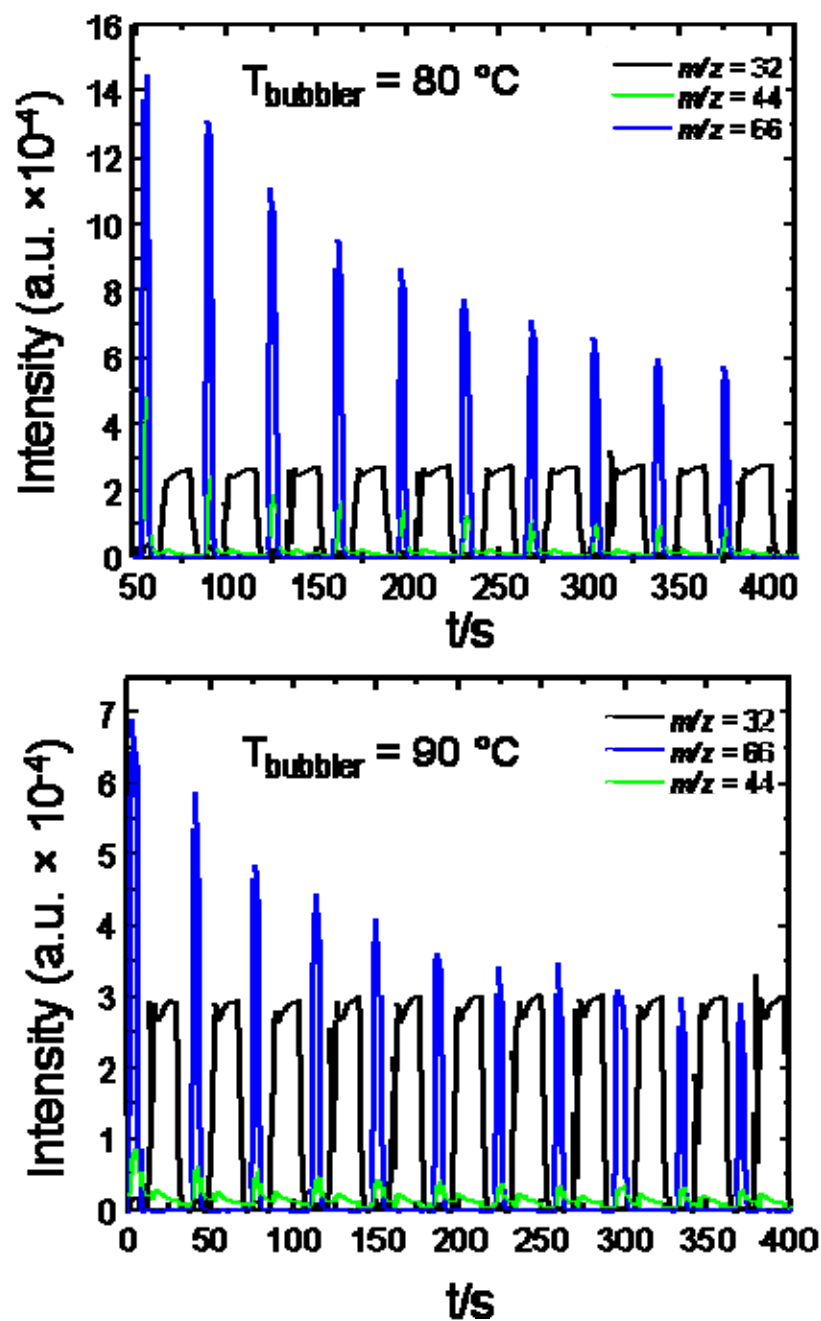 16
14
12
10
8
6
4
2
0
Intensity (a.u. ×10⁻⁴)
T_bubbler = 80 °C
m/z = 32
m/z = 44
m/z = 66
50 100 150 200 250 300 350 400
t/s
7
6
5
4
3
2
1
0
Intensity (a.u. × 10⁻⁴)
T_bubbler = 90 °C
m/z = 32
m/z = 66
m/z = 44
0 50 100 150 200 250 300 350 400
t/s